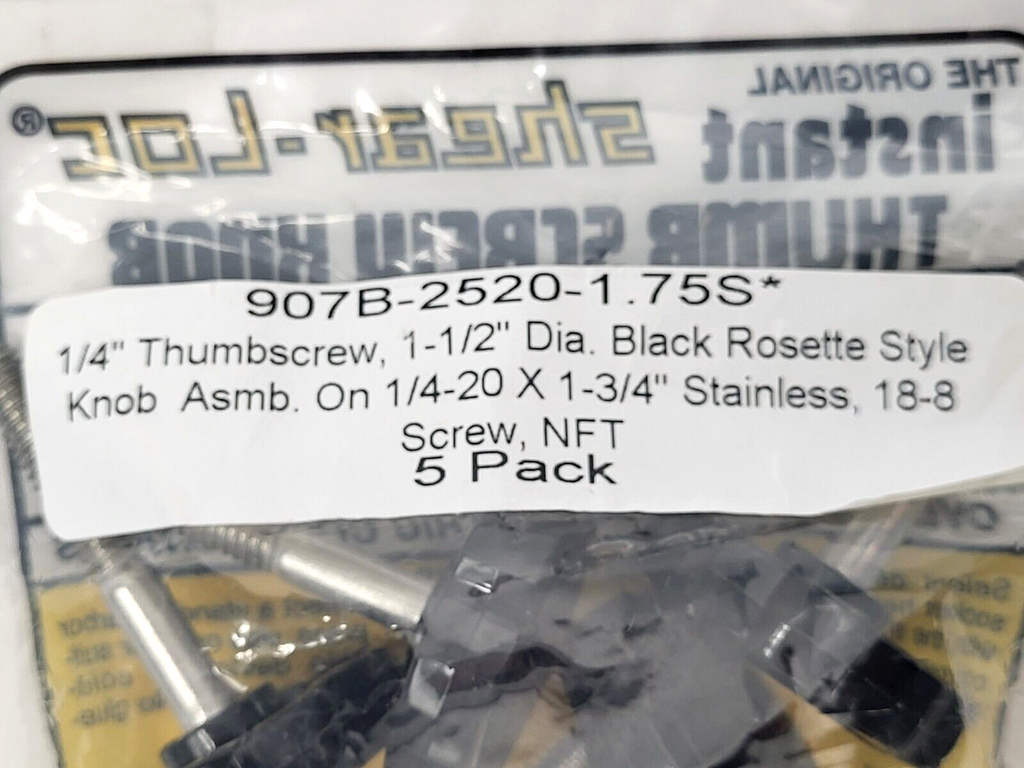 THE ORIGINAL
instant shear-Loc®
THUMB SCREW KNOB
907B-2520-1.75S*
1/4" Thumbscrew, 1-1/2" Dia. Black Rosette Style
Knob Asmb. On 1/4-20 X 1-3/4" Stainless, 18-8
Screw, NFT
5 Pack